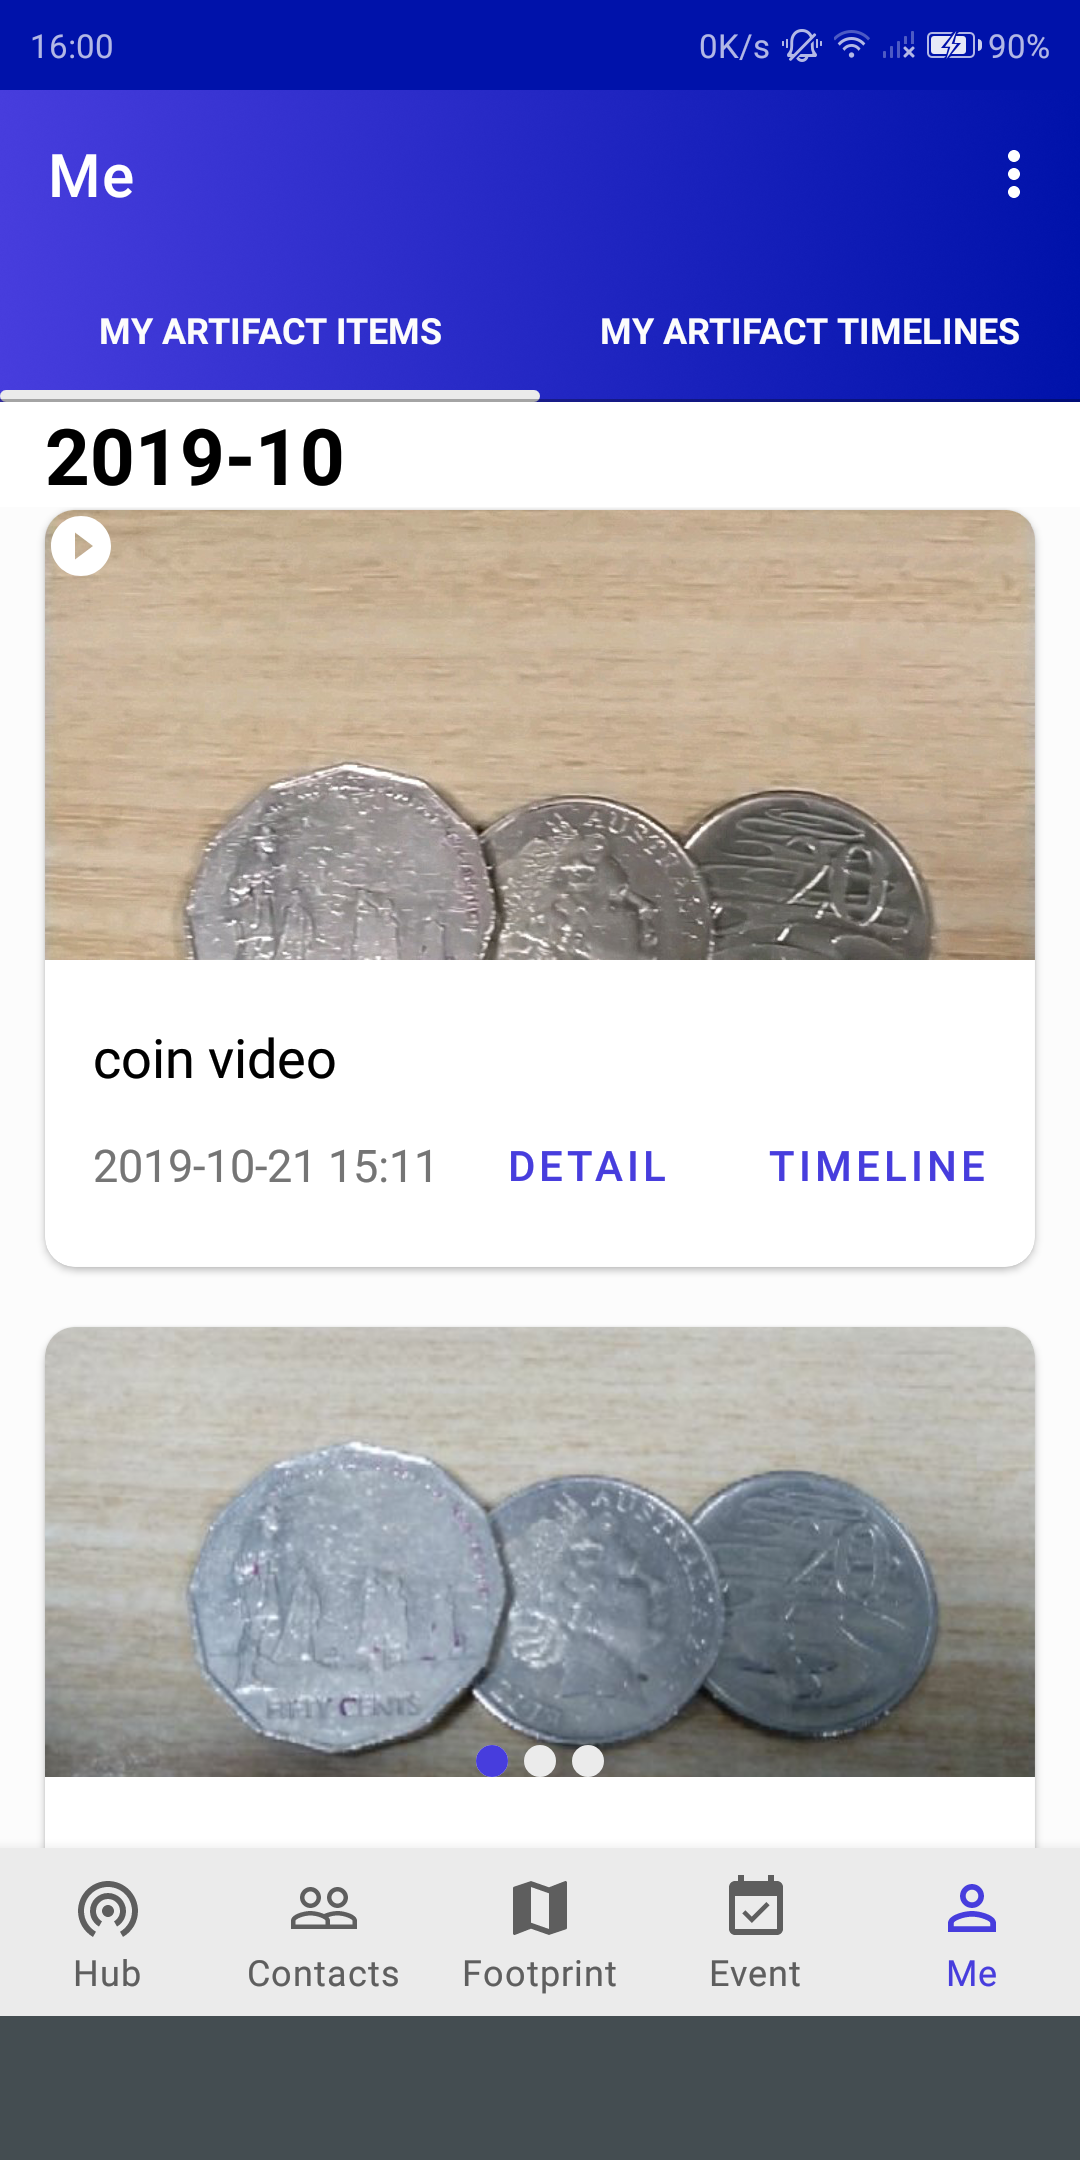 16:00 0K/s 90%
Me
MY ARTIFACT ITEMS MY ARTIFACT TIMELINES
2019-10
AUSTRALIA
20
coin video
2019-10-21 15:11 DETAIL TIMELINE
AUSTRALIA
20
FIFTY CENTS
Hub Contacts Footprint Event Me